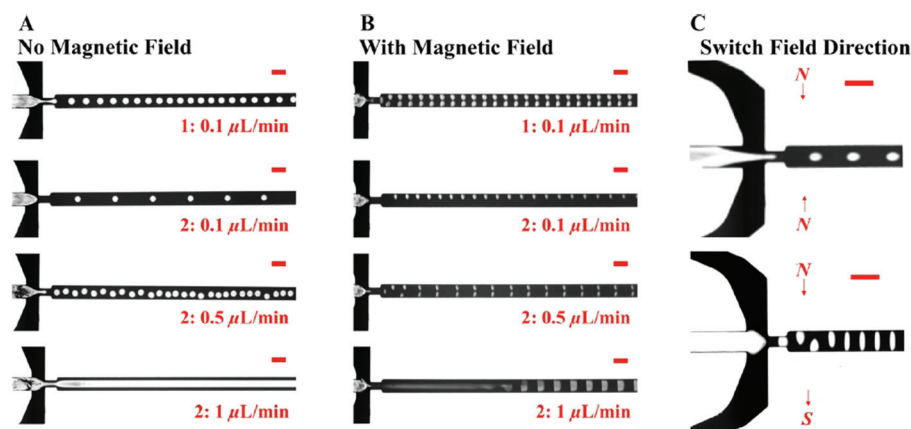 A
No Magnetic Field
1: 0.1 µL/min
2: 0.1 µL/min
2: 0.5 µL/min
2: 1 µL/min
B
With Magnetic Field
1: 0.1 µL/min
2: 0.1 µL/min
2: 0.5 µL/min
2: 1 µL/min
C
Switch Field Direction
N
N
N
S